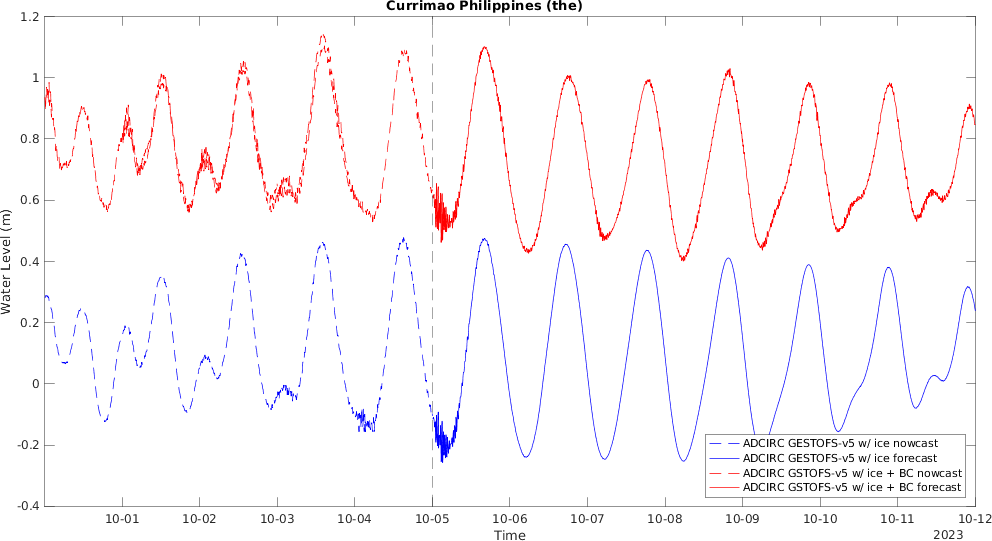 Currimao Philippines (the)
1.2
1
0.8
0.6
0.4
0.2
0
-0.2
-0.4
Water Level (m)
10-01 10-02 10-03 10-04 10-05 10-06 10-07 10-08 10-09 10-10 10-11 10-12
Time
2023
ADCIRC GESTOFS-v5 w/ ice nowcast
ADCIRC GESTOFS-v5 w/ ice forecast
ADCIRC GSTOFS-v5 w/ ice + BC nowcast
ADCIRC GSTOFS-v5 w/ ice + BC forecast